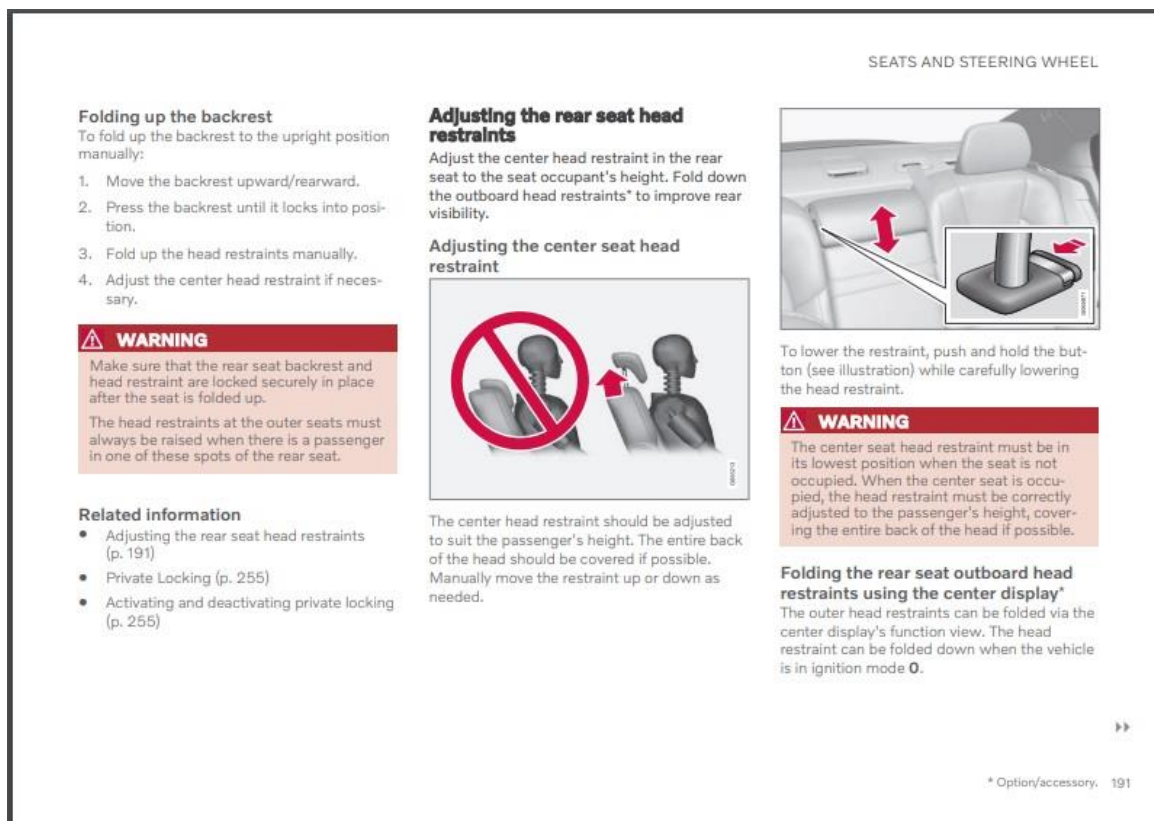 SEATS AND STEERING WHEEL
Folding up the backrest
To fold up the backrest to the upright position
manually:
1. Move the backrest upward/rearward.
2. Press the backrest until it locks into posi-
tion.
3. Fold up the head restraints manually.
4. Adjust the center head restraint if neces-
sary.
WARNING
Make sure that the rear seat backrest and
head restraint are locked securely in place
after the seat is folded up.
The head restraints at the outer seats must
always be raised when there is a passenger
in one of these spots of the rear seat.
Related information
• Adjusting the rear seat head restraints
(p. 191)
• Private Locking (p. 255)
• Activating and deactivating private locking
(p. 255)
Adjusting the rear seat head
restraints
Adjust the center head restraint in the rear
seat to the seat occupant's height. Fold down
the outboard head restraints* to improve rear
visibility.
Adjusting the center seat head
restraint
The center head restraint should be adjusted
to suit the passenger's height. The entire back
of the head should be covered if possible.
Manually move the restraint up or down as
needed.
To lower the restraint, push and hold the but-
ton (see illustration) while carefully lowering
the head restraint.
WARNING
The center seat head restraint must be in
its lowest position when the seat is not
occupied. When the center seat is occu-
pied, the head restraint must be correctly
adjusted to the passenger's height, cover-
ing the entire back of the head if possible.
Folding the rear seat outboard head
restraints using the center display*
The outer head restraints can be folded via the
center display's function view. The head
restraint can be folded down when the vehicle
is in ignition mode 0.
* Option/accessory. 191